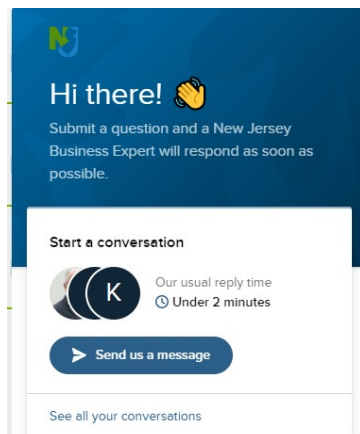 NJ
Hi there! 👋
Submit a question and a New Jersey
Business Expert will respond as soon as
possible.
Start a conversation
K
Our usual reply time
Under 2 minutes
Send us a message
See all your conversations